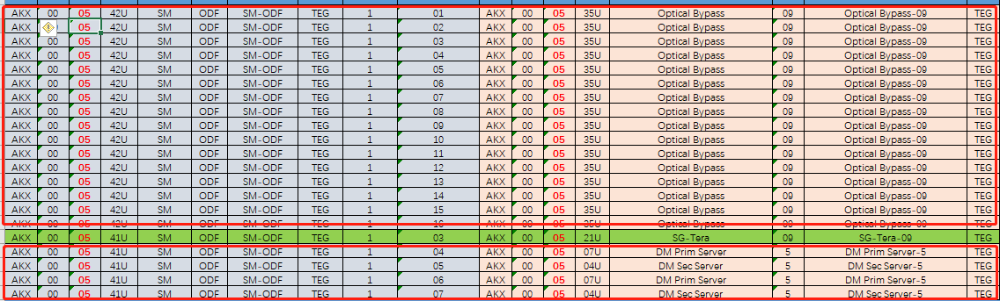 AKX 00 05 42U SM ODF SM-ODF TEG 1 01 AKX 00 05 35U Optical Bypass 09 Optical Bypass-09 TEG
AKX 05 42U SM ODF SM-ODF TEG 1 02 AKX 00 05 35U Optical Bypass 09 Optical Bypass-09 TEG
AKX 00 05 42U SM ODF SM-ODF TEG 1 03 AKX 00 05 35U Optical Bypass 09 Optical Bypass-09 TEG
AKX 00 05 42U SM ODF SM-ODF TEG 1 04 AKX 00 05 35U Optical Bypass 09 Optical Bypass-09 TEG
AKX 00 05 42U SM ODF SM-ODF TEG 1 05 AKX 00 05 35U Optical Bypass 09 Optical Bypass-09 TEG
AKX 00 05 42U SM ODF SM-ODF TEG 1 06 AKX 00 05 35U Optical Bypass 09 Optical Bypass-09 TEG
AKX 00 05 42U SM ODF SM-ODF TEG 1 07 AKX 00 05 35U Optical Bypass 09 Optical Bypass-09 TEG
AKX 00 05 42U SM ODF SM-ODF TEG 1 08 AKX 00 05 35U Optical Bypass 09 Optical Bypass-09 TEG
AKX 00 05 42U SM ODF SM-ODF TEG 1 09 AKX 00 05 35U Optical Bypass 09 Optical Bypass-09 TEG
AKX 00 05 42U SM ODF SM-ODF TEG 1 10 AKX 00 05 35U Optical Bypass 09 Optical Bypass-09 TEG
AKX 00 05 42U SM ODF SM-ODF TEG 1 11 AKX 00 05 35U Optical Bypass 09 Optical Bypass-09 TEG
AKX 00 05 42U SM ODF SM-ODF TEG 1 12 AKX 00 05 35U Optical Bypass 09 Optical Bypass-09 TEG
AKX 00 05 42U SM ODF SM-ODF TEG 1 13 AKX 00 05 35U Optical Bypass 09 Optical Bypass-09 TEG
AKX 00 05 42U SM ODF SM-ODF TEG 1 14 AKX 00 05 35U Optical Bypass 09 Optical Bypass-09 TEG
AKX 00 05 42U SM ODF SM-ODF TEG 1 15 AKX 00 05 35U Optical Bypass 09 Optical Bypass-09 TEG
AKX 00 05 42U SM ODF SM-ODF TEG 1 16 AKX 00 05 35U Optical Bypass 09 Optical Bypass-09 TEG
AKX 00 05 41U SM ODF SM-ODF TEG 1 03 AKX 00 05 21U SG-Tera 09 SG-Tera-09 TEG
AKX 00 05 41U SM ODF SM-ODF TEG 1 04 AKX 00 05 07U DM Prim Server 5 DM Prim Server-5 TEG
AKX 00 05 41U SM ODF SM-ODF TEG 1 05 AKX 00 05 04U DM Sec Server 5 DM Sec Server-5 TEG
AKX 00 05 41U SM ODF SM-ODF TEG 1 06 AKX 00 05 07U DM Prim Server 5 DM Prim Server-5 TEG
AKX 00 05 41U SM ODF SM-ODF TEG 1 07 AKX 00 05 04U DM Sec Server 5 DM Sec Server-5 TEG